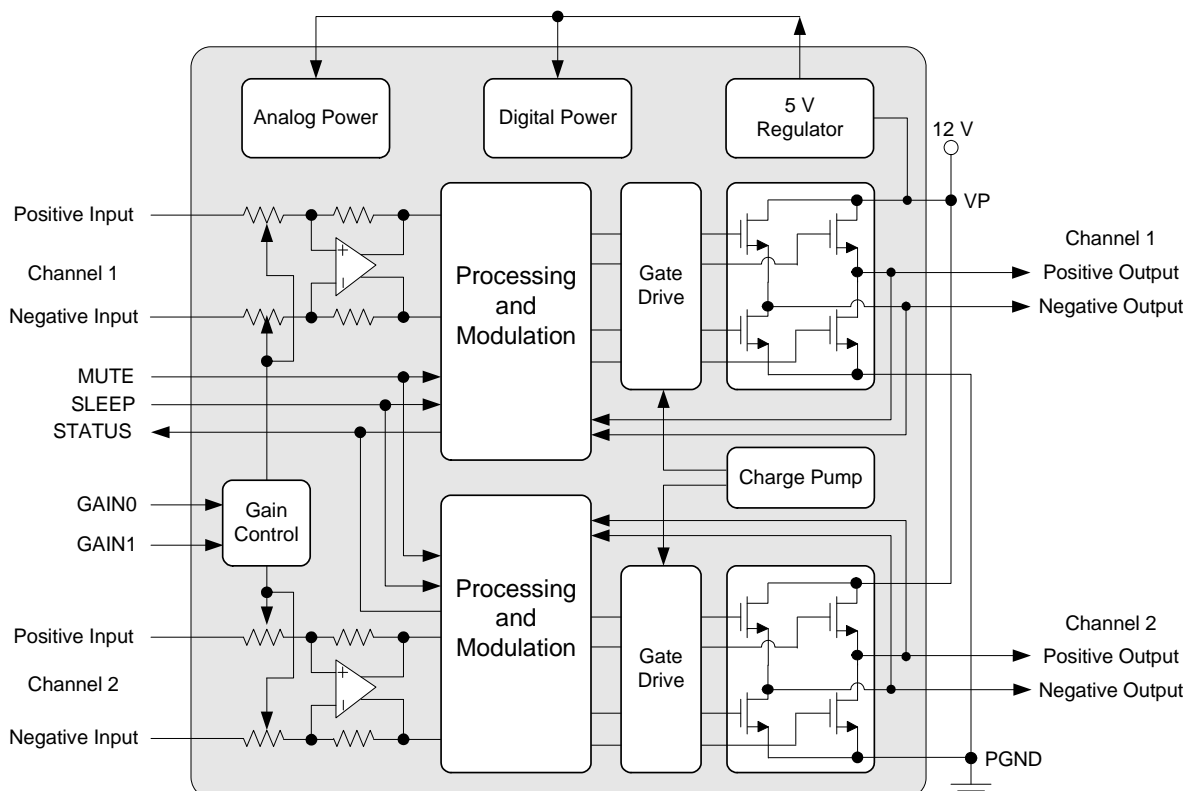 Analog Power
Digital Power
5 V
Regulator
12 V
VP
Positive Input
Channel 1
Negative Input
MUTE
SLEEP
STATUS
GAIN0
GAIN1
Gain
Control
Positive Input
Channel 2
Negative Input
+
−
Processing
and
Modulation
Gate
Drive
Channel 1
Positive Output
Negative Output
Charge Pump
+
−
Processing
and
Modulation
Gate
Drive
Channel 2
Positive Output
Negative Output
PGND